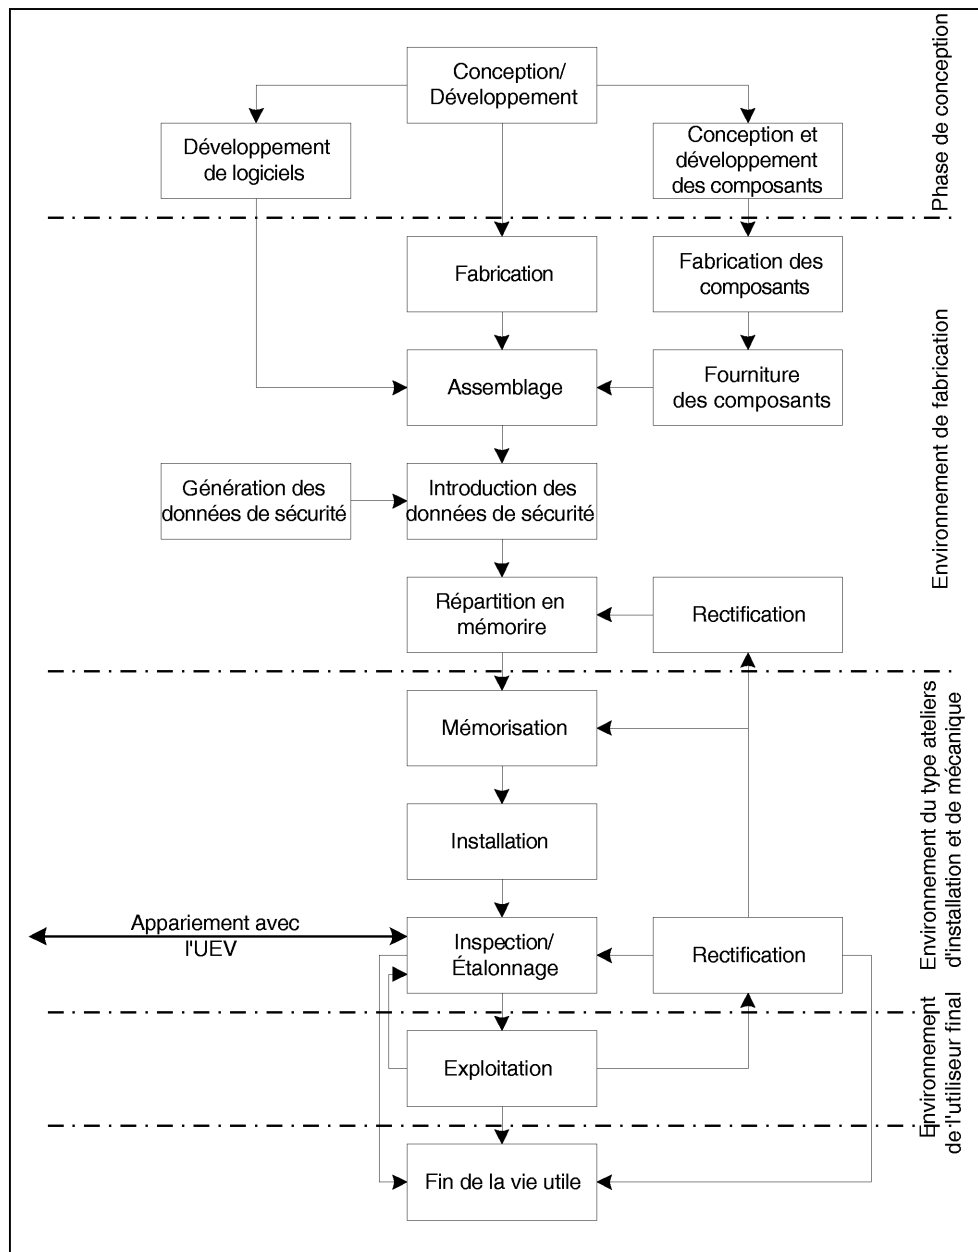 Conception/
Développement
Développement
de logiciels
Conception et
développement
des composants
Phase de conception
Fabrication
Fabrication des
composants
Assemblage
Fourniture
des composants
Génération des
données de sécurité
Introduction des
données de sécurité
Répartition en
mémorire
Rectification
Environnement de fabrication
Mémorisation
Installation
Appariement avec
l'UEV
Inspection/
Étalonnage
Rectification
Environnement du type ateliers
d'installation et de mécanique
Exploitation
Environnement
de l'utiliseur final
Fin de la vie utile